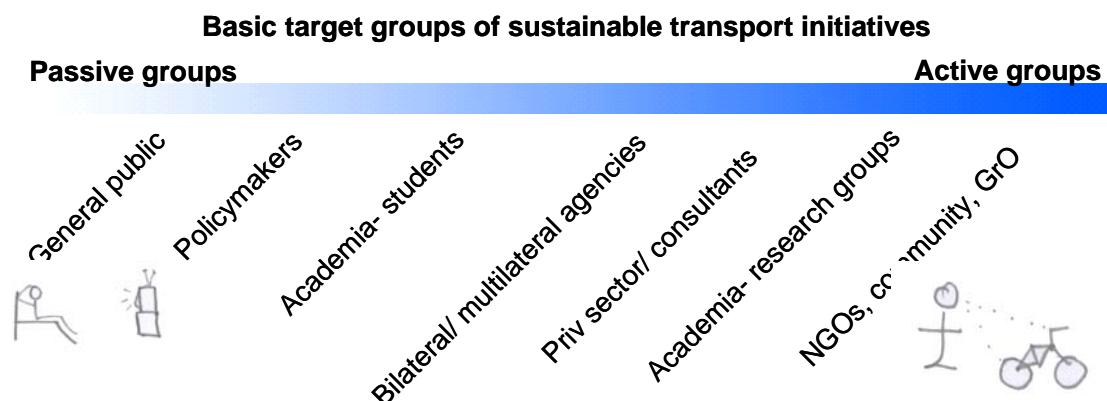 Basic target groups of sustainable transport initiatives
Passive groups
Active groups
General public
Policymakers
Academia- students
Bilateral/ multilateral agencies
Priv sector/ consultants
Academia- research groups
NGOs, community, GrO